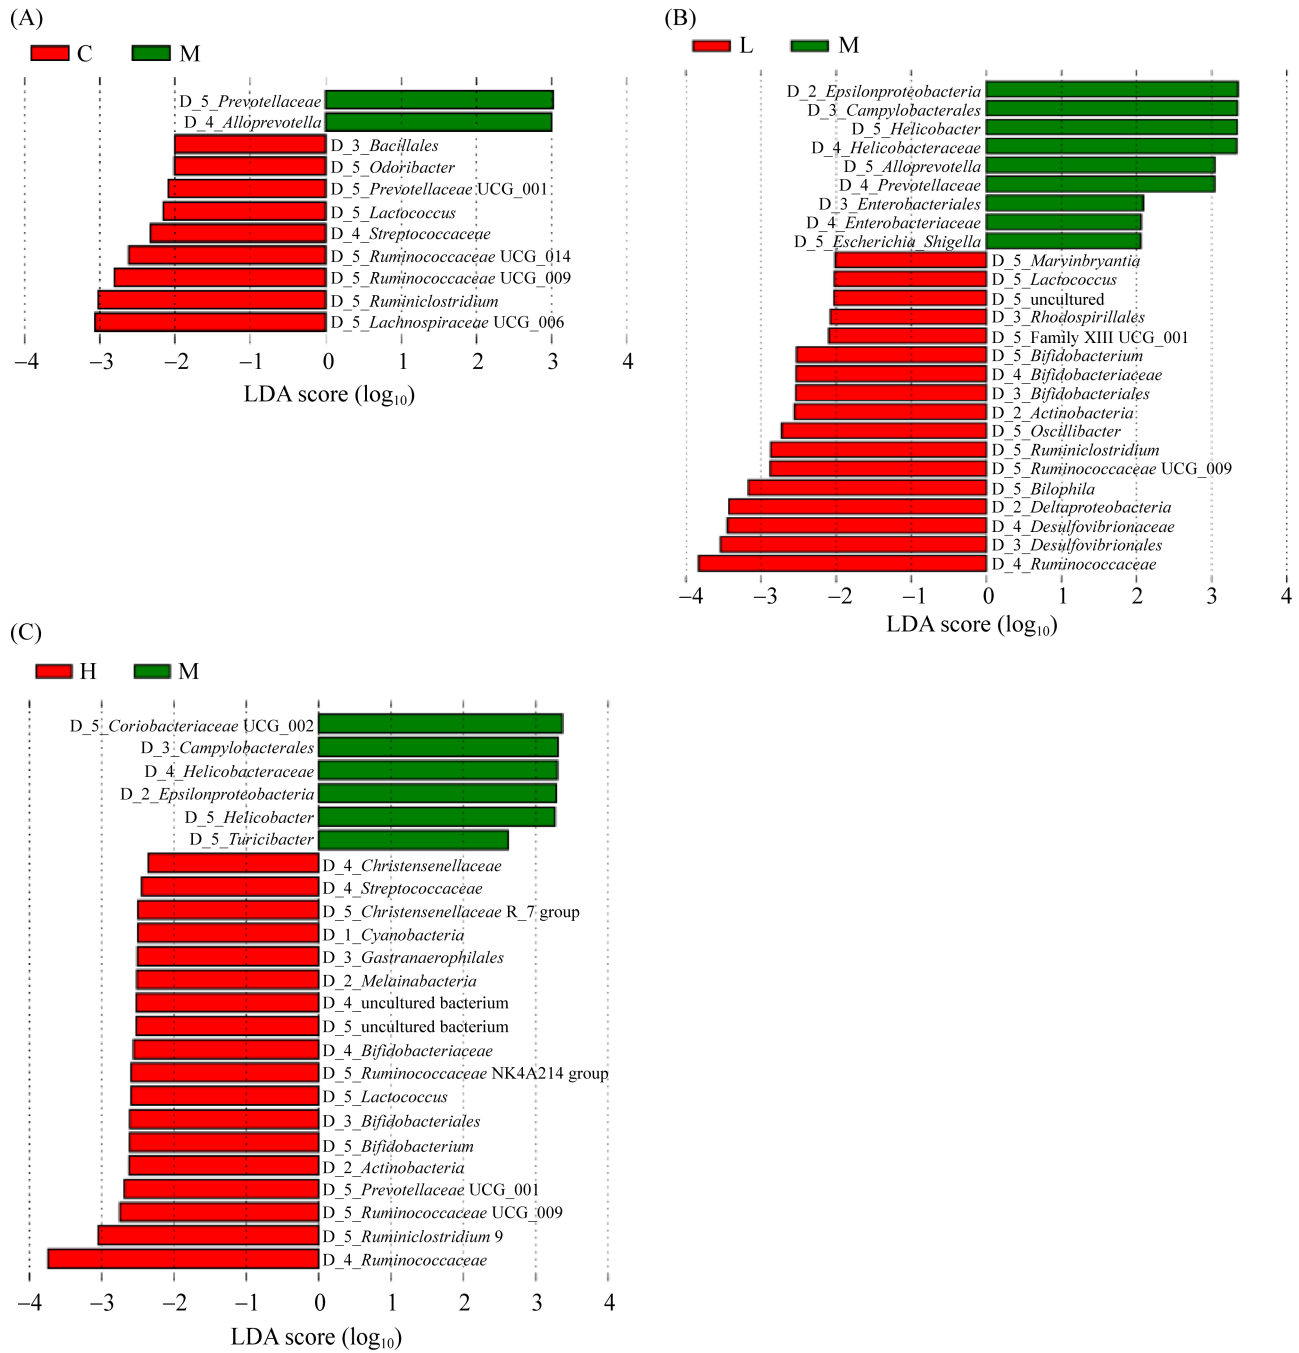 (A)
C
M
D_5_Prevotellaceae
D_4_Alloprevotella
D_3_Bacillales
D_5_Odoribacter
D_5_Prevotellaceae UCG_001
D_5_Lactococcus
D_4_Streptococcaceae
D_5_Ruminococcaceae UCG_014
D_5_Ruminococcaceae UCG_009
D_5_Ruminiclostridium
D_5_Lachnospiraceae UCG_006
−4 −3 −2 −1 0 1 2 3 4
LDA score (log10)
(B)
L
M
D_2_Epsilonproteobacteria
D_3_Campylobacterales
D_5_Helicobacter
D_4_Helicobacteraceae
D_5_Alloprevotella
D_4_Prevotellaceae
D_3_Enterobacteriales
D_4_Enterobacteriaceae
D_5_Escherichia_Shigella
D_5_Marvinbryantia
D_5_Lactococcus
D_5_uncultured
D_3_Rhodospirillales
D_5_Family XIII UCG_001
D_5_Bifidobacterium
D_4_Bifidobacteriaceae
D_3_Bifidobacteriales
D_2_Actinobacteria
D_5_Oscillibacter
D_5_Ruminiclostridium
D_5_Ruminococcaceae UCG_009
D_5_Bilophila
D_2_Deltaproteobacteria
D_4_Desulfovibrionaceae
D_3_Desulfovibrionales
D_4_Ruminococcaceae
−4 −3 −2 −1 0 1 2 3 4
LDA score (log10)
(C)
H
M
D_5_Coriobacteriaceae UCG_002
D_3_Campylobacterales
D_4_Helicobacteraceae
D_2_Epsilonproteobacteria
D_5_Helicobacter
D_5_Turicibacter
D_4_Christensenellaceae
D_4_Streptococcaceae
D_5_Christensenellaceae R_7 group
D_1_Cyanobacteria
D_3_Gastranaerophilales
D_2_Melainabacteria
D_4_uncultured bacterium
D_5_uncultured bacterium
D_4_Bifidobacteriaceae
D_5_Ruminococcaceae NK4A214 group
D_5_Lactococcus
D_3_Bifidobacteriales
D_5_Bifidobacterium
D_2_Actinobacteria
D_5_Prevotellaceae UCG_001
D_5_Ruminococcaceae UCG_009
D_5_Ruminiclostridium 9
D_4_Ruminococcaceae
−4 −3 −2 −1 0 1 2 3 4
LDA score (log10)